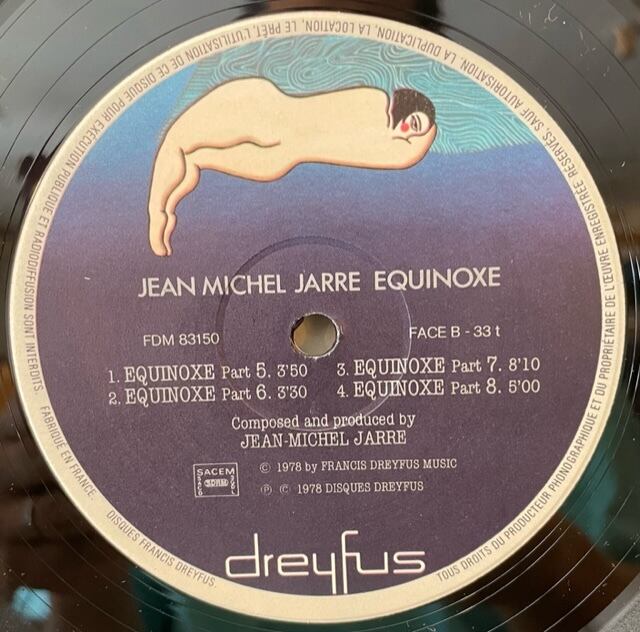 JEAN MICHEL JARRE EQUINOXE
FDM 83150
FACE B - 33 t
1. EQUINOXE Part 5. 3'50
2. EQUINOXE Part 6. 3'30
3. EQUINOXE Part 7. 8'10
4. EQUINOXE Part 8. 5'00
Composed and produced by
JEAN-MICHEL JARRE
SACEM
SDRM
© 1978 by FRANCIS DREYFUS MUSIC
℗ © 1978 DISQUES DREYFUS
dreyfus
TOUS DROITS DU PRODUCTEUR PHONOGRAPHIQUE ET DU PROPRIÉTAIRE DE L'ŒUVRE ENREGISTRÉE RÉSERVÉS, SAUF AUTORISATION, LA DUPLICATION, LA LOCATION, LE PRÊT, L'UTILISATION DE CE DISQUE POUR EXÉCUTION PUBLIQUE ET RADIODIFFUSION SONT INTERDITS. FABRIQUÉ EN FRANCE.
DISQUES FRANCIS DREYFUS.